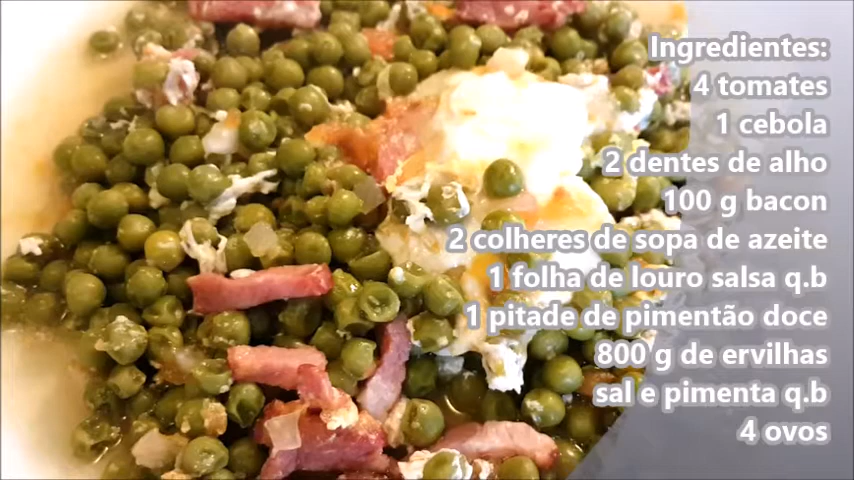 Ingredientes:
4 tomates
1 cebola
2 dentes de alho
100 g bacon
2 colheres de sopa de azeite
1 folha de louro salsa q.b
1 pitade de pimentão doce
800 g de ervilhas
sal e pimenta q.b
4 ovos